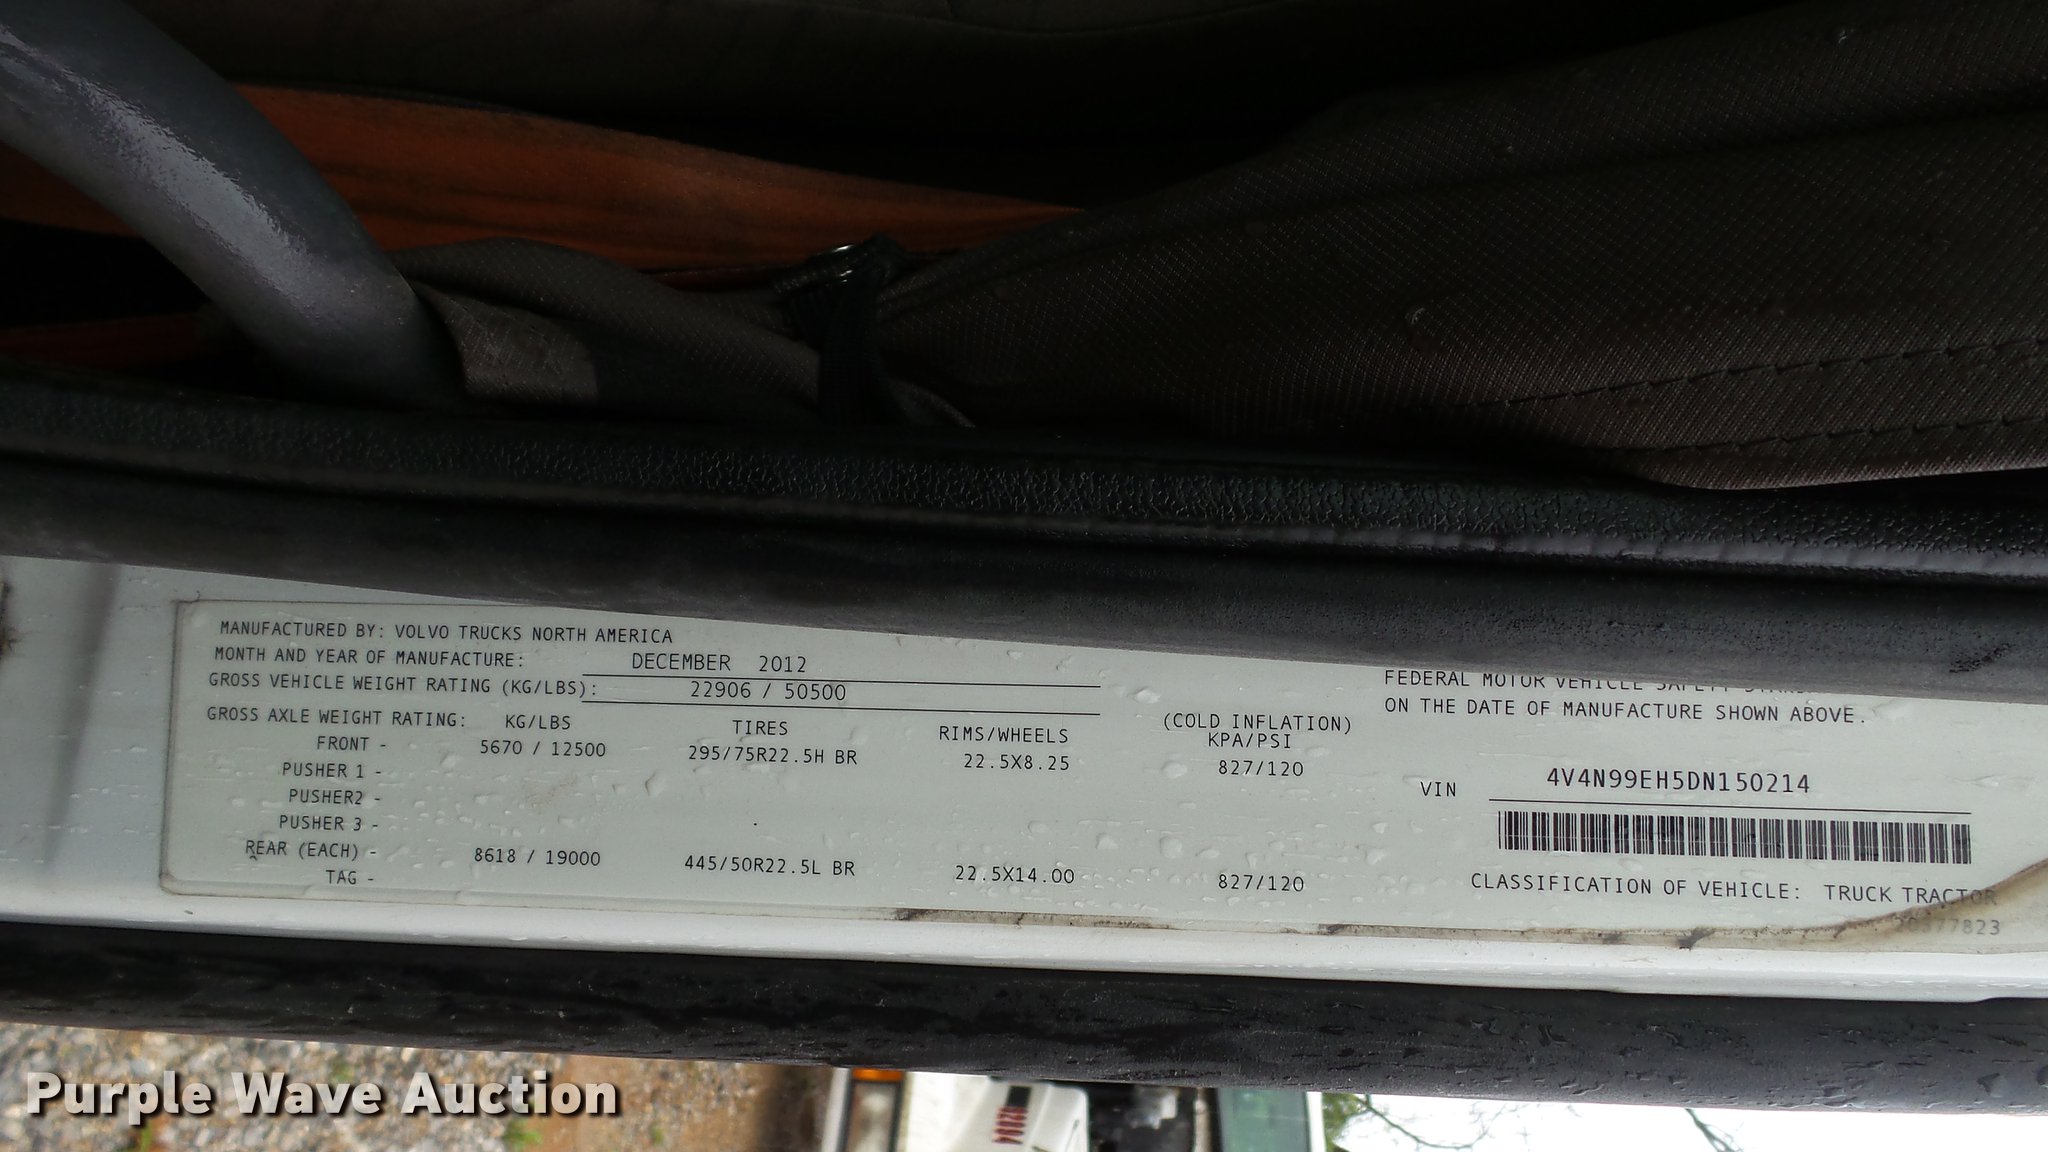 MANUFACTURED BY: VOLVO TRUCKS NORTH AMERICA
MONTH AND YEAR OF MANUFACTURE: DECEMBER 2012
GROSS VEHICLE WEIGHT RATING (KG/LBS): 22906 / 50500
FEDERAL MOTOR VEHICLE SAFETY
ON THE DATE OF MANUFACTURE SHOWN ABOVE.
GROSS AXLE WEIGHT RATING: KG/LBS TIRES RIMS/WHEELS (COLD INFLATION)
KPA/PSI
FRONT - 5670 / 12500 295/75R22.5H BR 22.5X8.25 827/120
PUSHER 1 -
PUSHER2 -
PUSHER 3 -
REAR (EACH) - 8618 / 19000 445/50R22.5L BR 22.5X14.00 827/120
TAG -
VIN 4V4N99EH5DN150214
CLASSIFICATION OF VEHICLE: TRUCK TRACTOR
Purple Wave Auction